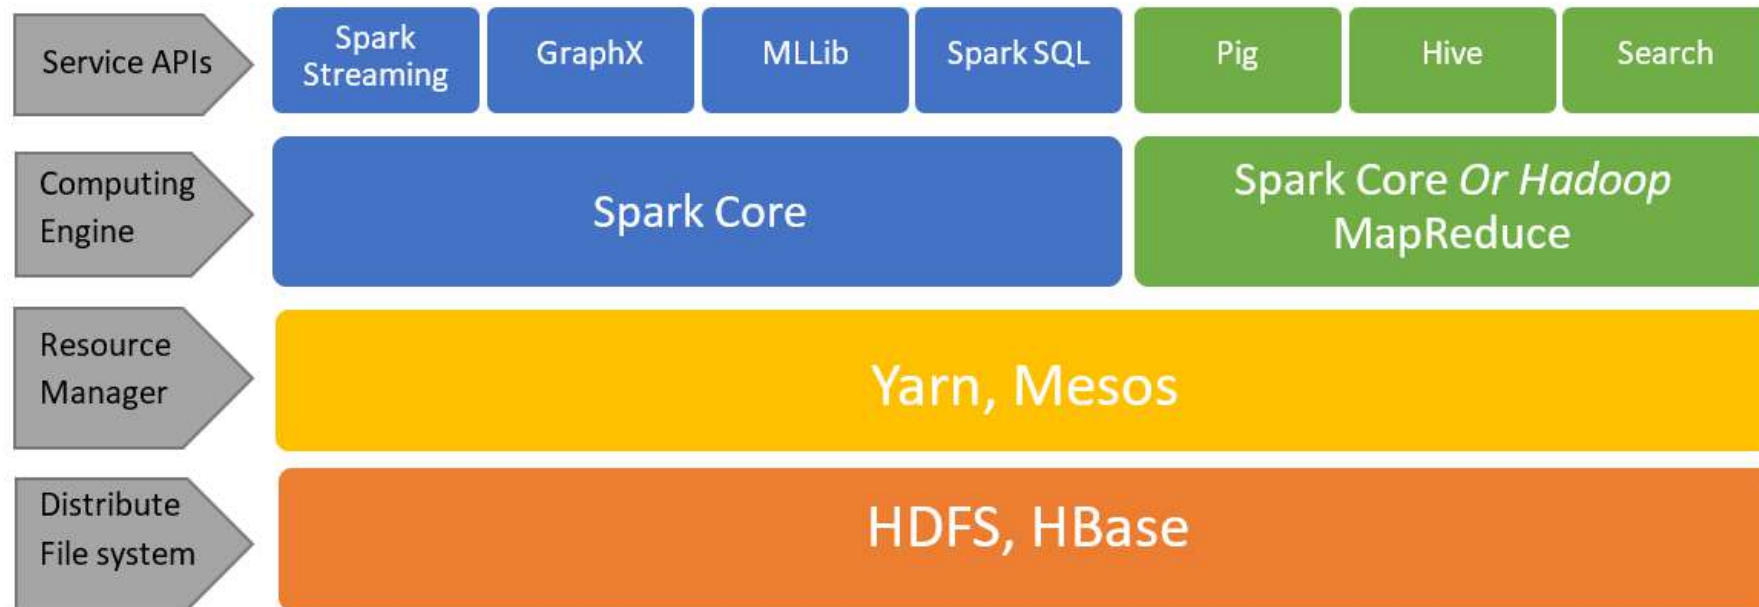 Service APIs
Spark
Streaming
GraphX
MLLib
Spark SQL
Pig
Hive
Search
Computing
Engine
Spark Core
Spark Core Or Hadoop
MapReduce
Resource
Manager
Yarn, Mesos
Distribute
File system
HDFS, HBase